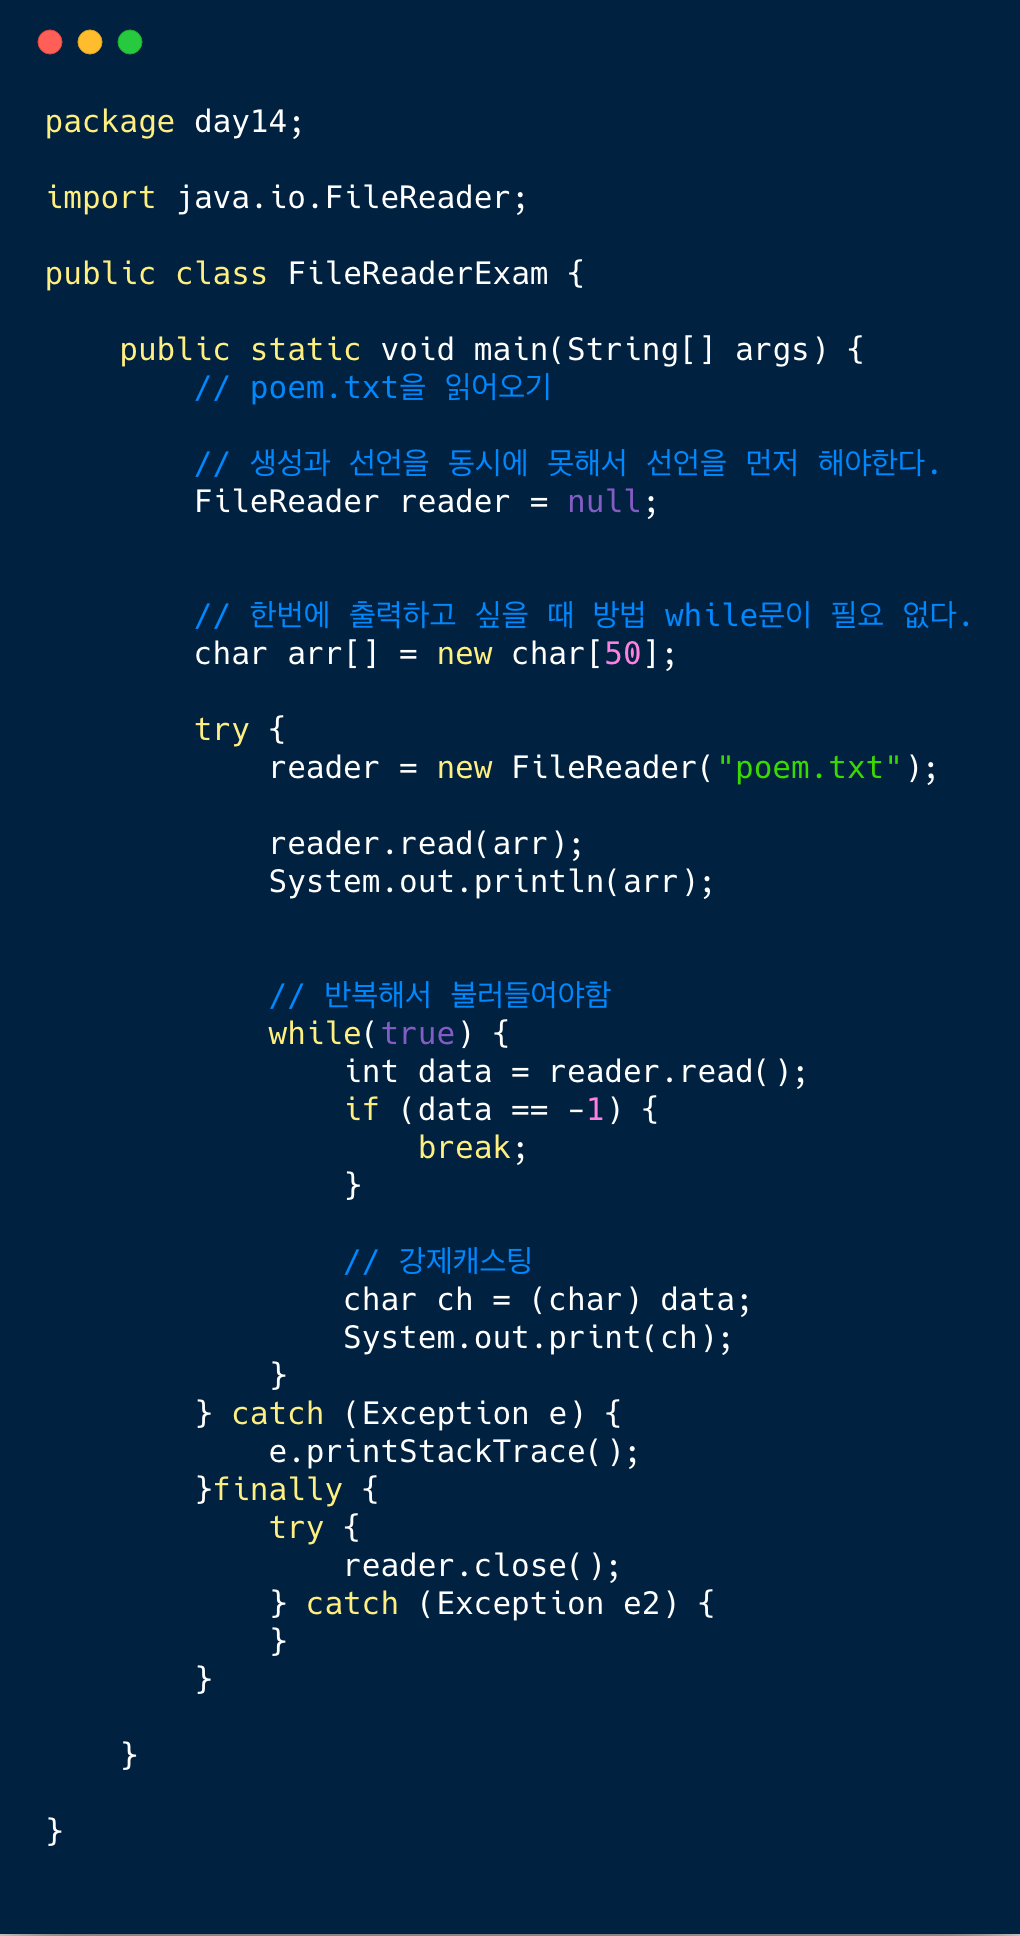 package day14;
import java.io.FileReader;
public class FileReaderExam {
public static void main(String[] args) {
// poem.txt을 읽어오기
// 생성과 선언을 동시에 못해서 선언을 먼저 해야한다.
FileReader reader = null;
// 한번에 출력하고 싶을 때 방법 while문이 필요 없다.
char arr[] = new char[50];
try {
reader = new FileReader("poem.txt");
reader.read(arr);
System.out.println(arr);
// 반복해서 불러들여야함
while(true) {
int data = reader.read();
if (data == -1) {
break;
}
// 강제캐스팅
char ch = (char) data;
System.out.print(ch);
}
} catch (Exception e) {
e.printStackTrace();
}finally {
try {
reader.close();
} catch (Exception e2) {
}
}
}
}